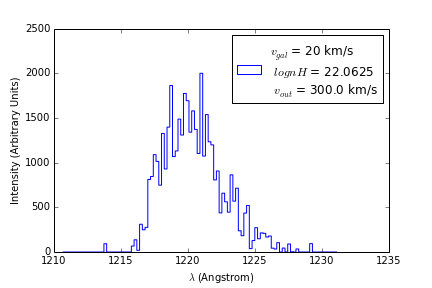 2500
2000
1500
1000
500
0
Intensity (Arbitrary Units)
v_gal = 20 km/s
lognH = 22.0625
v_out = 300.0 km/s
1210 1215 1220 1225 1230 1235
λ (Angstrom)